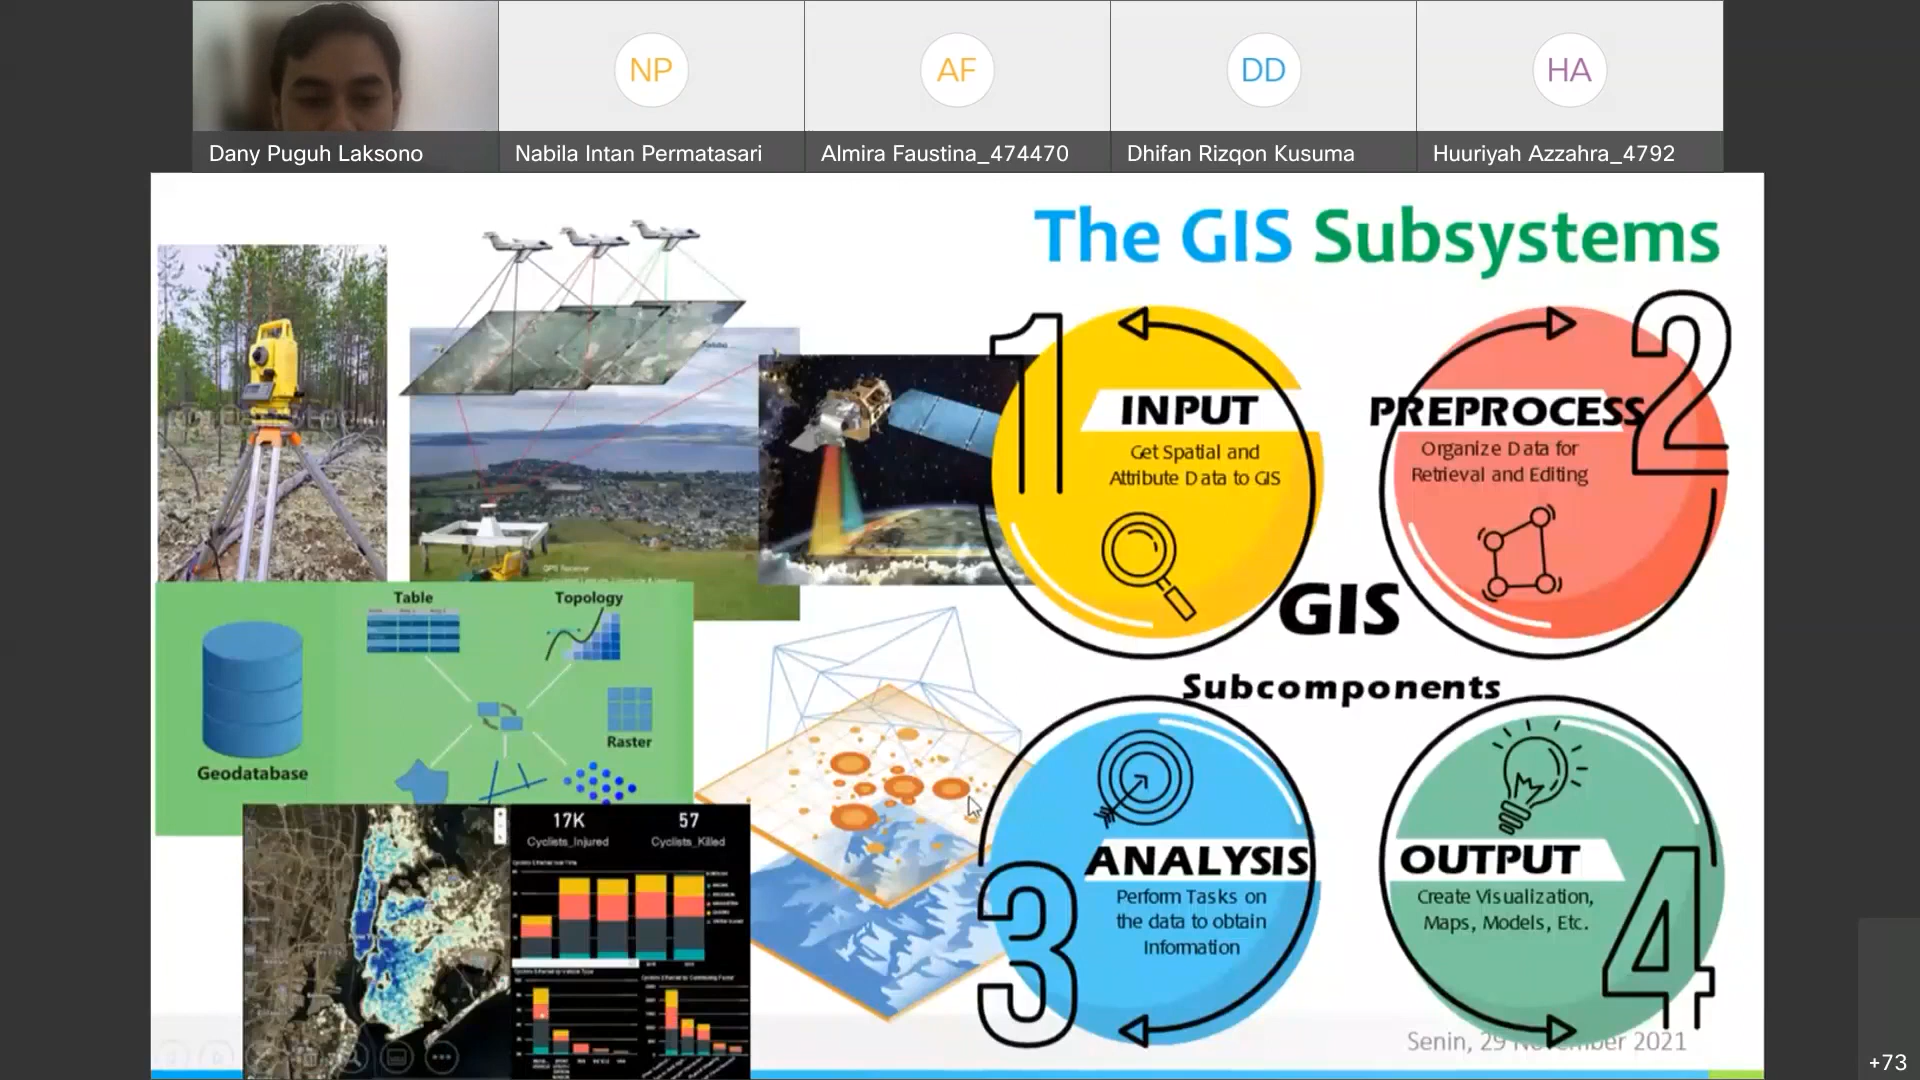 NP
AF
DD
HA
Dany Puguh Laksono
Nabila Intan Permatasari
Almira Faustina_474470
Dhifan Rizqon Kusuma
Huuriyah Azzahra_4792
The GIS Subsystems
1
INPUT
Get Spatial and
Attribute Data to GIS
2
PREPROCESS
Organize Data for
Retrieval and Editing
GIS
Subcomponents
3
ANALYSIS
Perform Tasks on
the data to obtain
Information
4
OUTPUT
Create Visualization,
Maps, Models, Etc.
GPS Receiver
Table
Topology
Raster
Geodatabase
17K
Cyclists_Injured
57
Cyclists_Killed
Senin, 29 November 2021
+73